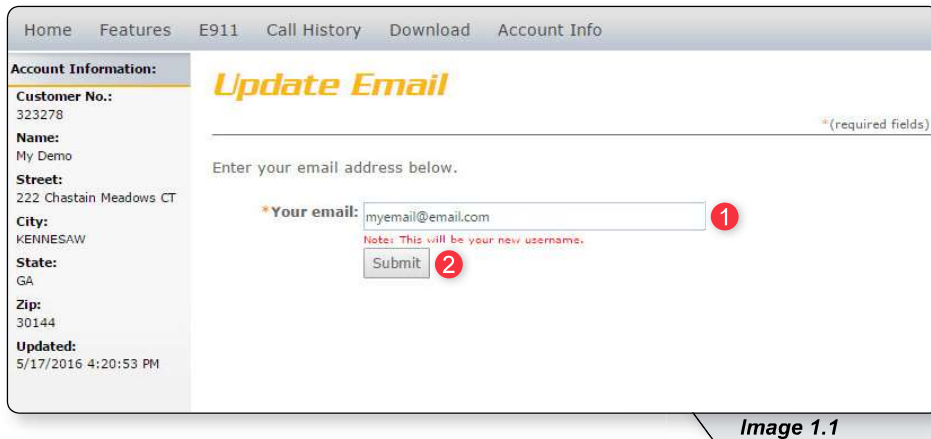 Home Features E911 Call History Download Account Info
Account Information:
Customer No.:
323278
Name:
My Demo
Street:
222 Chastain Meadows CT
City:
KENNESAW
State:
GA
Zip:
30144
Updated:
5/17/2016 4:20:53 PM
Update Email
*(required fields)
Enter your email address below.
*Your email: myemail@email.com 1
Note: This will be your new username.
Submit 2
Image 1.1